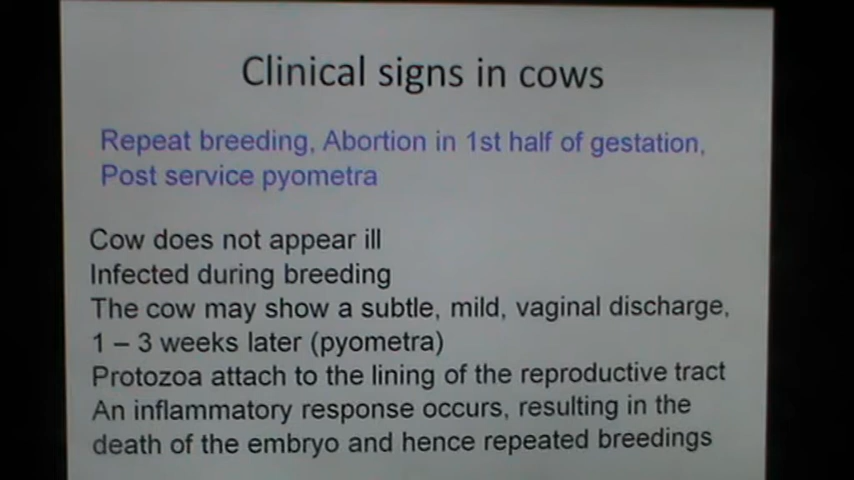 Clinical signs in cows
Repeat breeding, Abortion in 1st half of gestation,
Post service pyometra
Cow does not appear ill
Infected during breeding
The cow may show a subtle, mild, vaginal discharge,
1 – 3 weeks later (pyometra)
Protozoa attach to the lining of the reproductive tract
An inflammatory response occurs, resulting in the
death of the embryo and hence repeated breedings